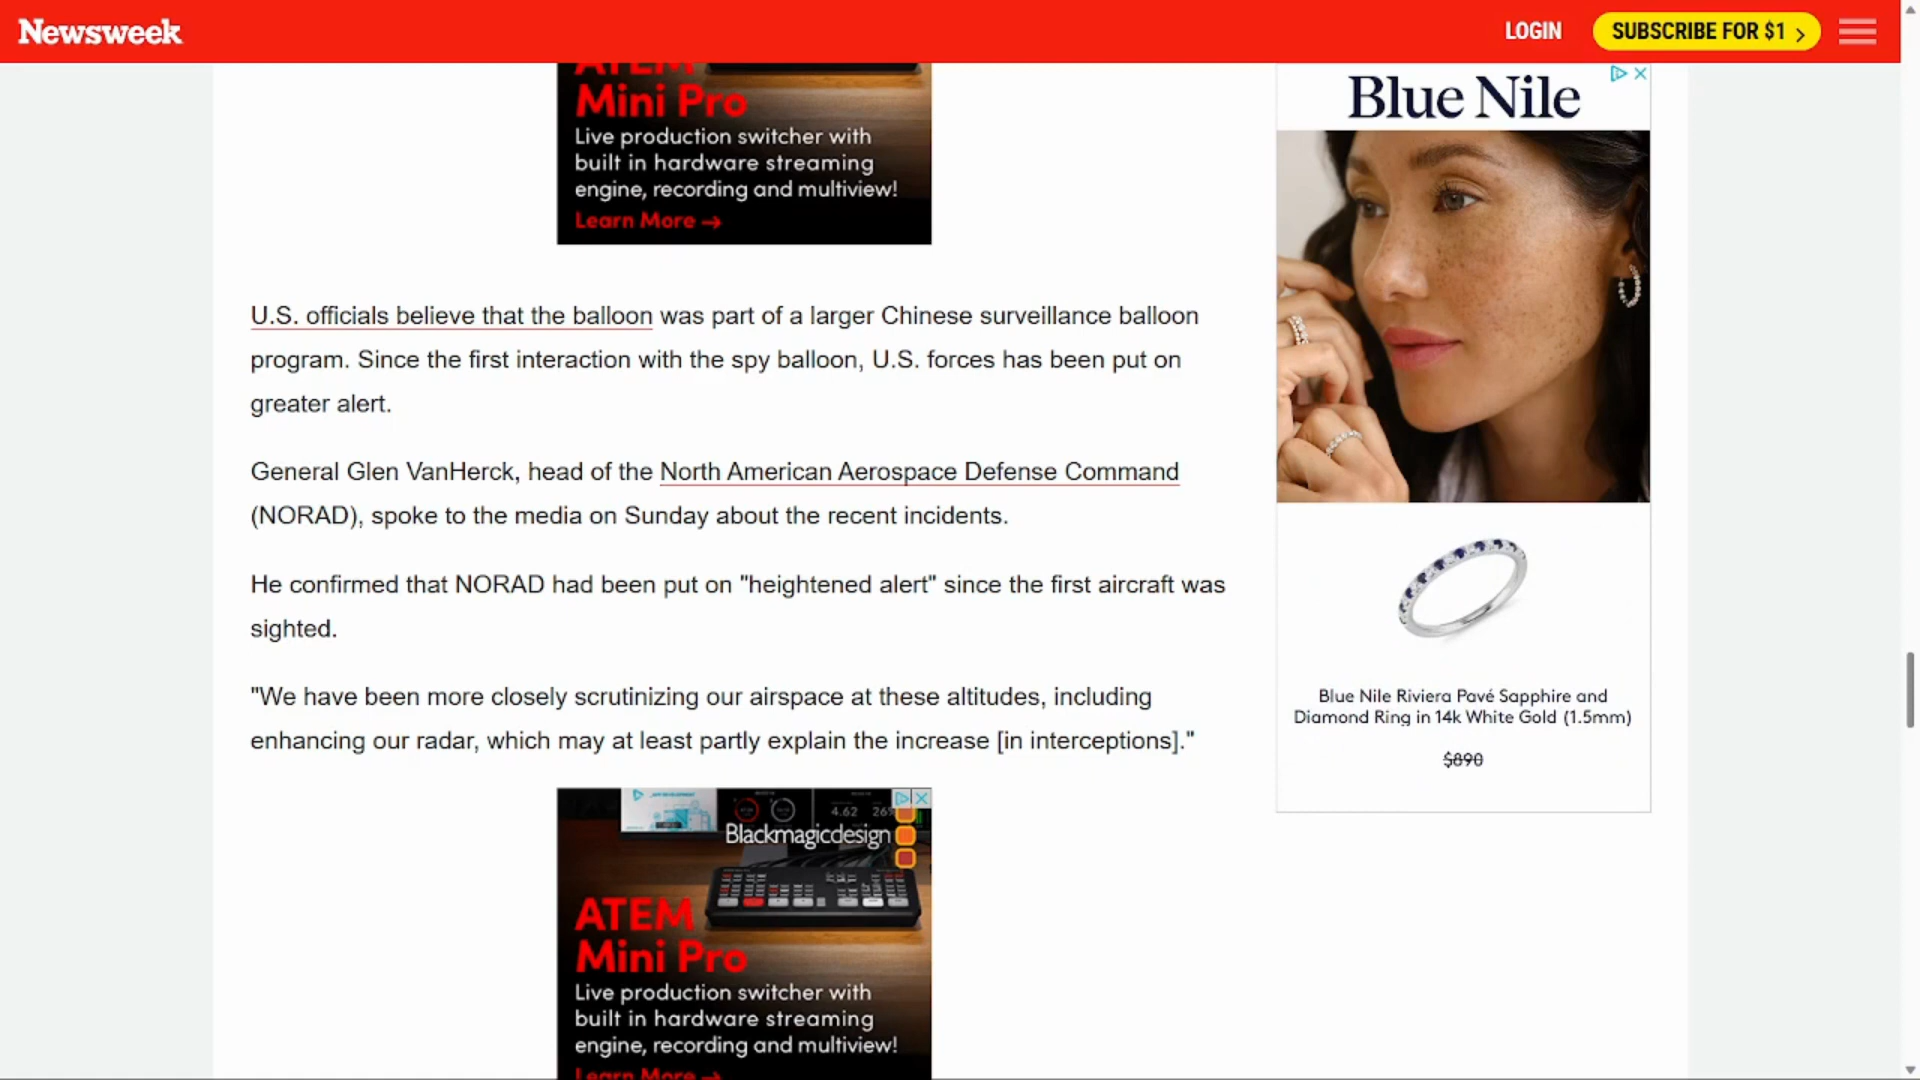 Newsweek
LOGIN
SUBSCRIBE FOR $1
ATEM
Mini Pro
Live production switcher with
built in hardware streaming
engine, recording and multiview!
Learn More →
Blue Nile
U.S. officials believe that the balloon was part of a larger Chinese surveillance balloon
program. Since the first interaction with the spy balloon, U.S. forces has been put on
greater alert.
General Glen VanHerck, head of the North American Aerospace Defense Command
(NORAD), spoke to the media on Sunday about the recent incidents.
He confirmed that NORAD had been put on "heightened alert" since the first aircraft was
sighted.
"We have been more closely scrutinizing our airspace at these altitudes, including
enhancing our radar, which may at least partly explain the increase [in interceptions]."
Blue Nile Riviera Pavé Sapphire and
Diamond Ring in 14k White Gold (1.5mm)
$890
4.62 26%
Blackmagicdesign
ATEM
Mini Pro
Live production switcher with
built in hardware streaming
engine, recording and multiview!
Learn More →